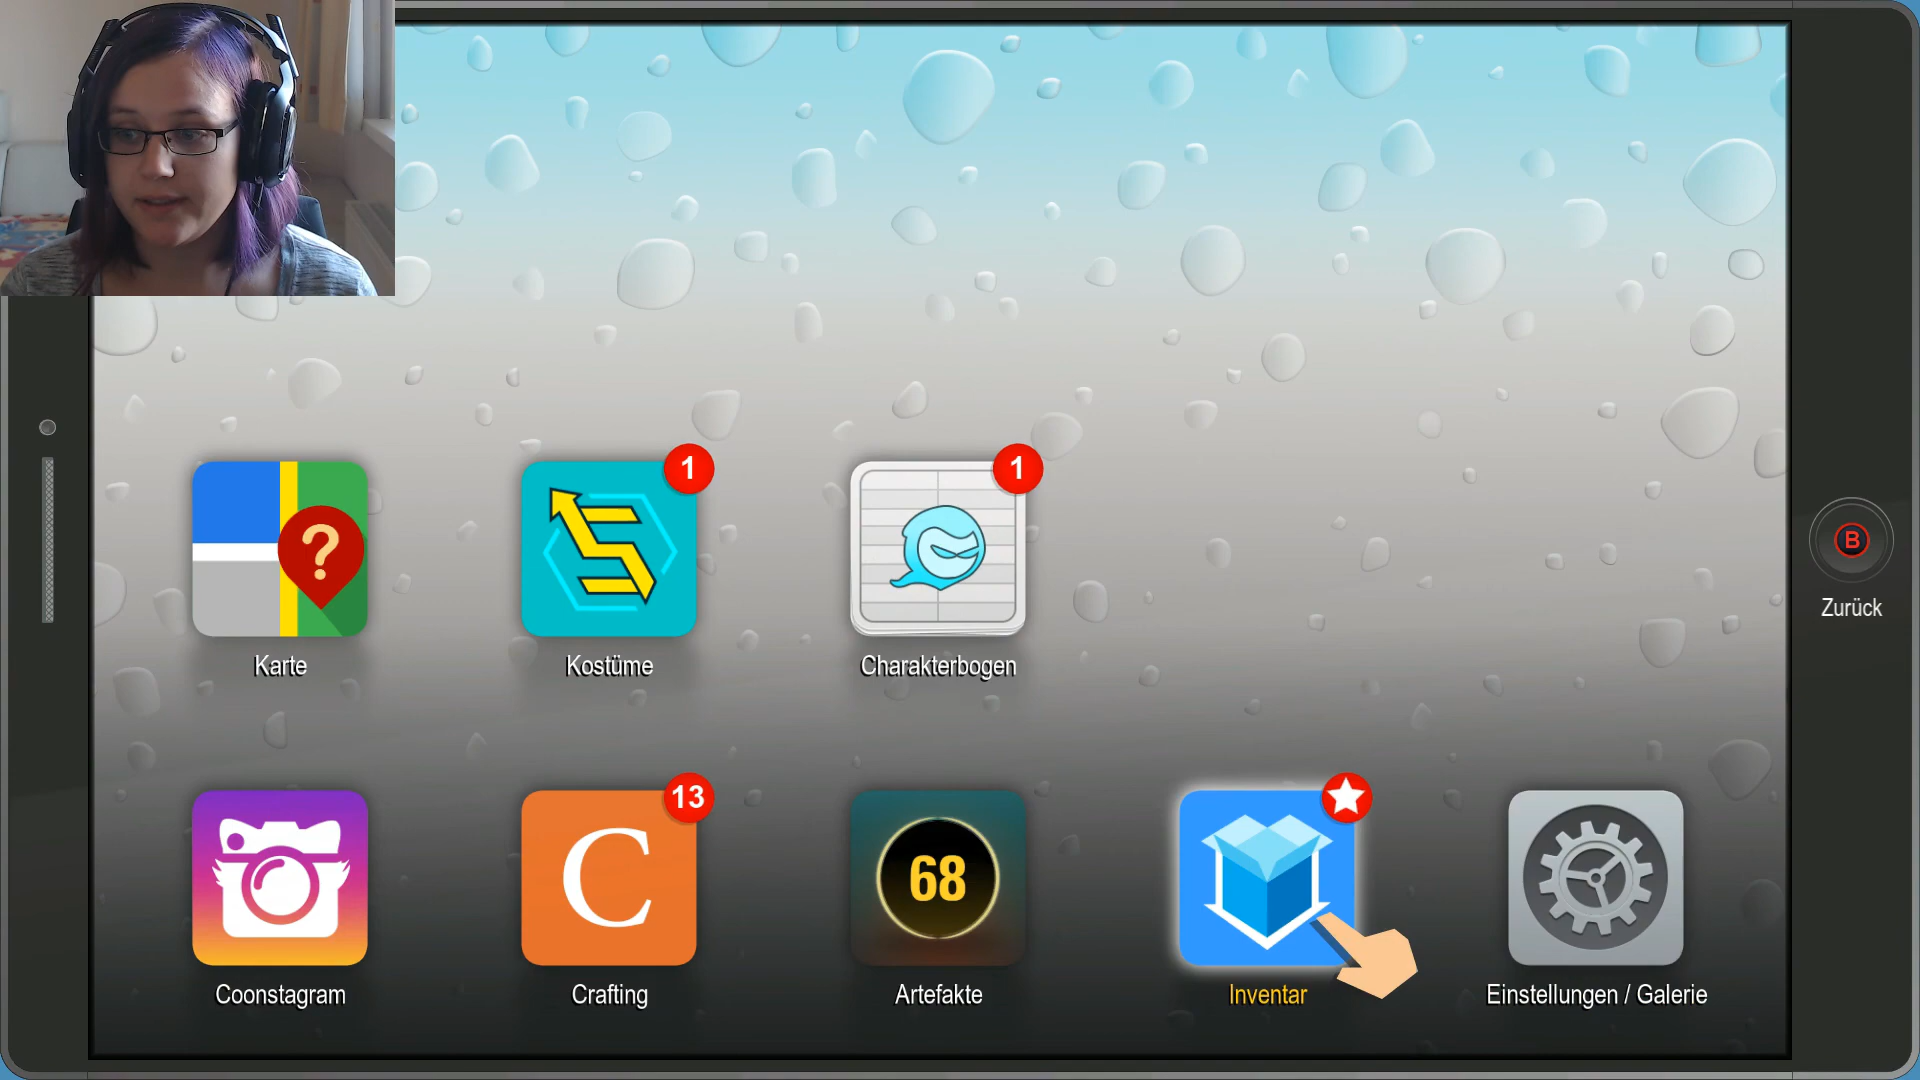 1
1
?
B
Zurück
Karte
Kostüme
Charakterbogen
13
C
68
Coonstagram
Crafting
Artefakte
Inventar
Einstellungen / Galerie